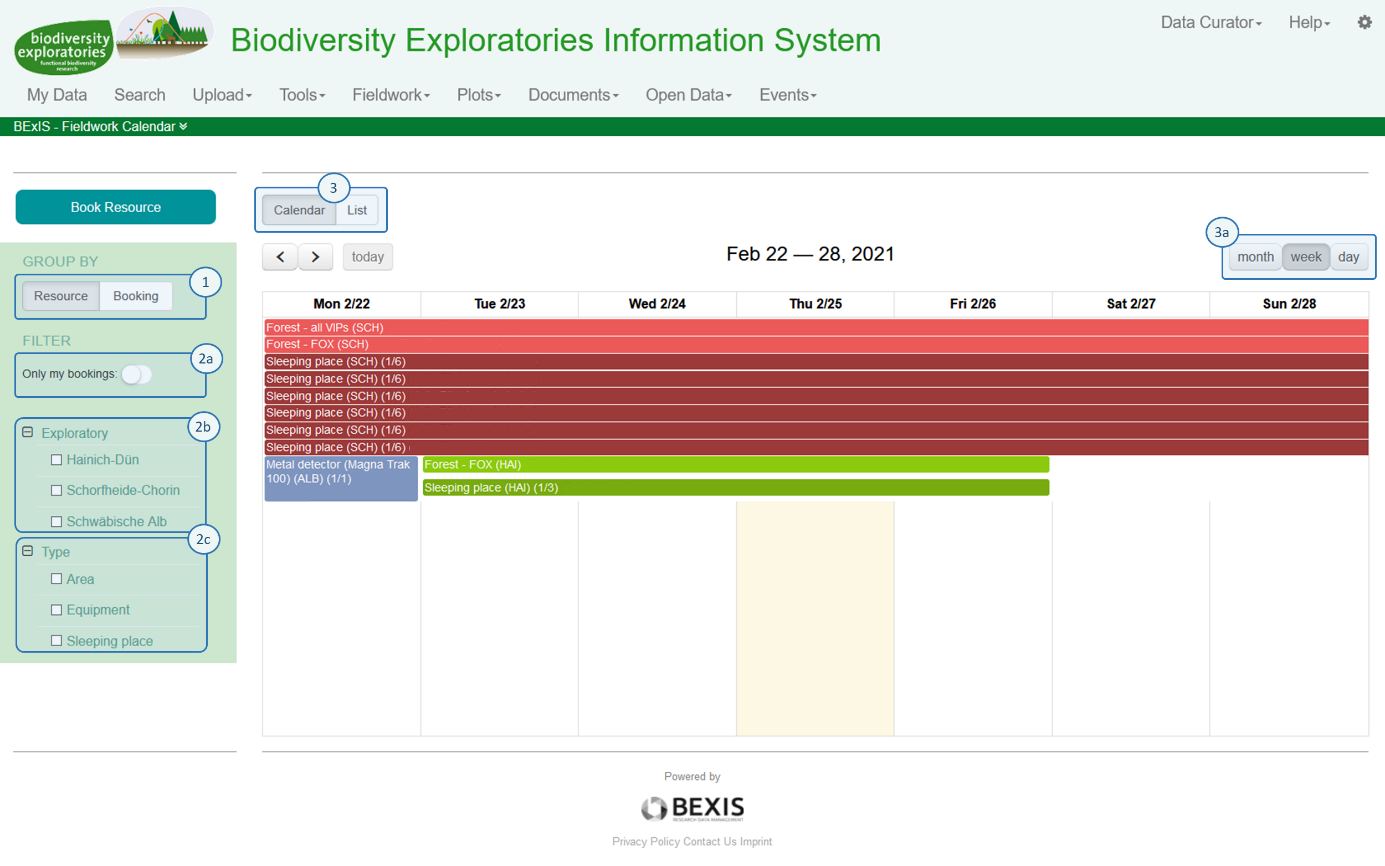 biodiversity
exploratories
functional biodiversity
research
Biodiversity Exploratories Information System
Data Curator
Help
My Data
Search
Upload
Tools
Fieldwork
Plots
Documents
Open Data
Events
BExIS - Fieldwork Calendar
Book Resource
3
Calendar
List
3a
month
week
day
today
Feb 22 — 28, 2021
GROUP BY
1
Resource
Booking
FILTER
2a
Only my bookings:
2b
Exploratory
Hainich-Dün
Schorfheide-Chorin
Schwäbische Alb
2c
Type
Area
Equipment
Sleeping place
Mon 2/22
Tue 2/23
Wed 2/24
Thu 2/25
Fri 2/26
Sat 2/27
Sun 2/28
Forest - all VIPs (SCH)
Forest - FOX (SCH)
Sleeping place (SCH) (1/6)
Sleeping place (SCH) (1/6)
Sleeping place (SCH) (1/6)
Sleeping place (SCH) (1/6)
Sleeping place (SCH) (1/6)
Sleeping place (SCH) (1/6)
Metal detector (Magna Trak
100) (ALB) (1/1)
Forest - FOX (HAI)
Sleeping place (HAI) (1/3)
Powered by
BEXIS
RESEARCH DATA MANAGEMENT
Privacy Policy Contact Us Imprint